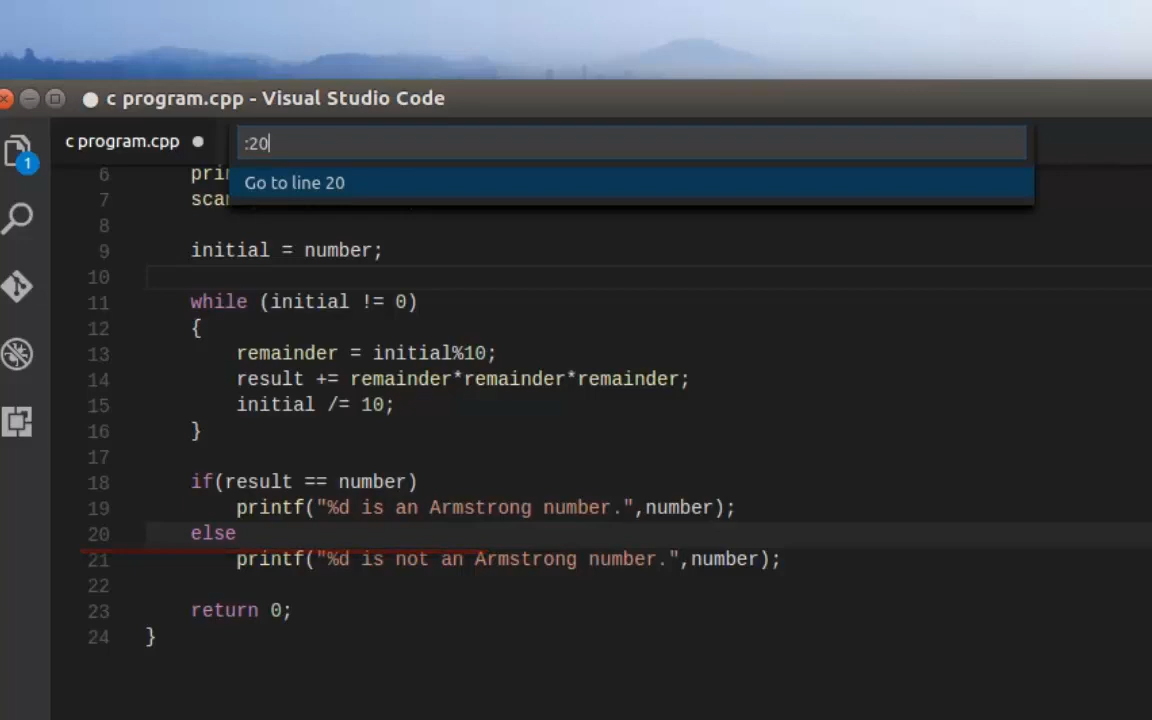 c program.cpp - Visual Studio Code
c program.cpp
:20
Go to line 20
1
6
7
8
9 initial = number;
10
11 while (initial != 0)
12 {
13 remainder = initial%10;
14 result += remainder*remainder*remainder;
15 initial /= 10;
16 }
17
18 if(result == number)
19 printf("%d is an Armstrong number.",number);
20 else
21 printf("%d is not an Armstrong number.",number);
22
23 return 0;
24 }